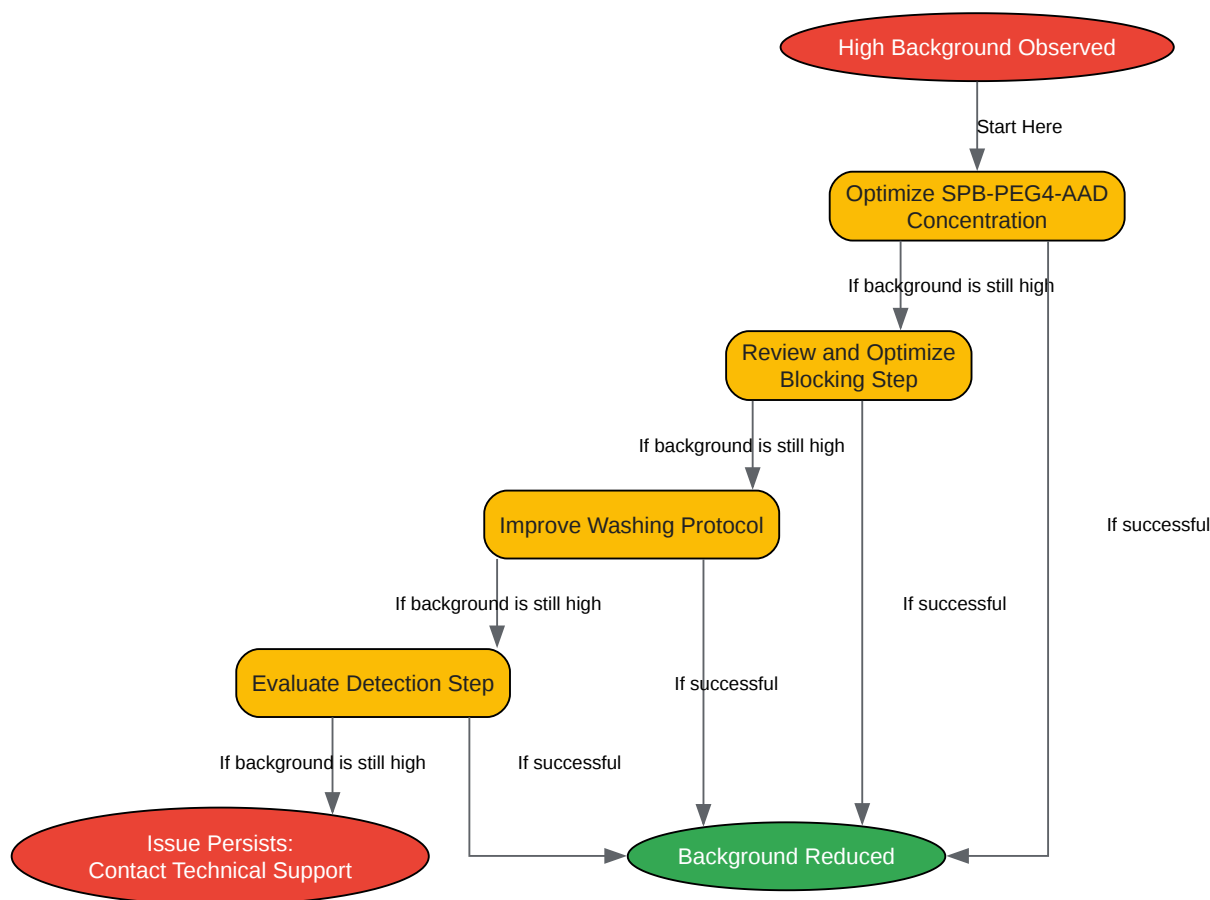 High Background Observed
Start Here
Optimize SPB-PEG4-AAD
Concentration
If background is still high
Review and Optimize
Blocking Step
If background is still high
Improve Washing Protocol
If successful
If background is still high
If successful
Evaluate Detection Step
If successful
If background is still high
If successful
Issue Persists:
Contact Technical Support
Background Reduced